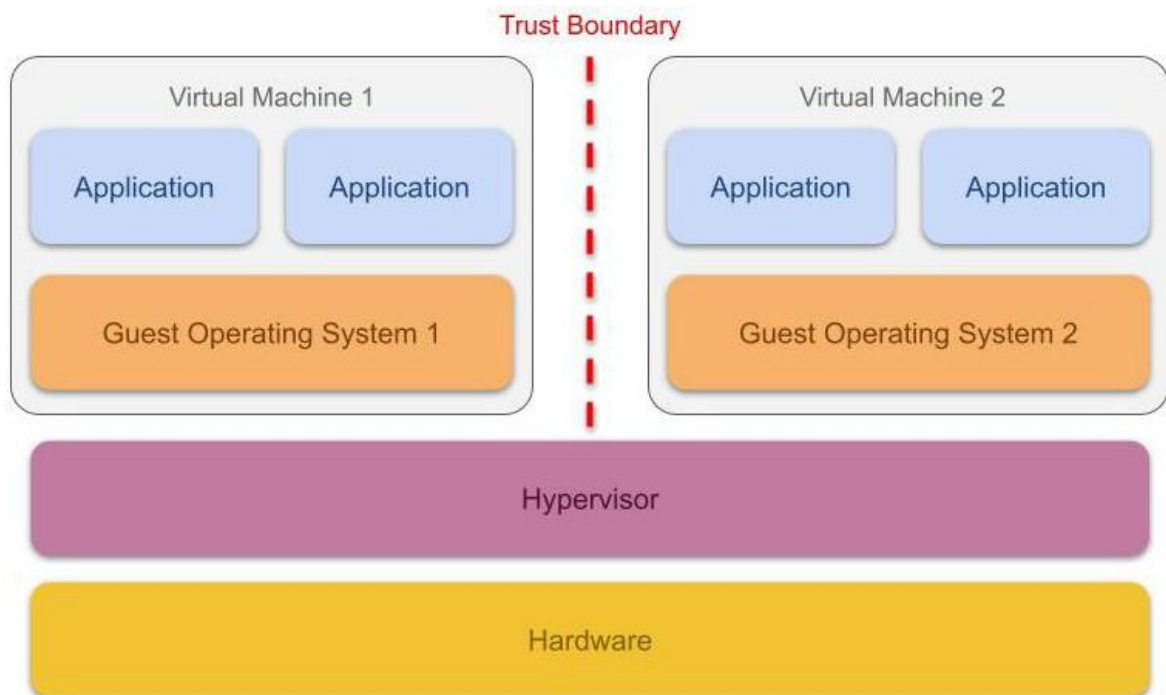 Trust Boundary
Virtual Machine 1
Application
Application
Guest Operating System 1
Virtual Machine 2
Application
Application
Guest Operating System 2
Hypervisor
Hardware